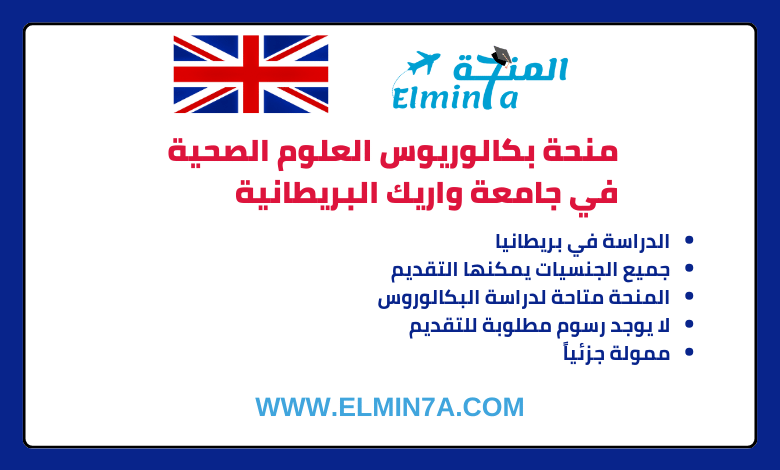 المنحة
Elmin7a
منحة بكالوريوس العلوم الصحية
في جامعة واريك البريطانية
الدراسة في بريطانيا
جميع الجنسيات يمكنها التقديم
المنحة متاحة لدراسة البكالوروس
لا يوجد رسوم مطلوبة للتقديم
ممولة جزئياً
WWW.ELMIN7A.COM